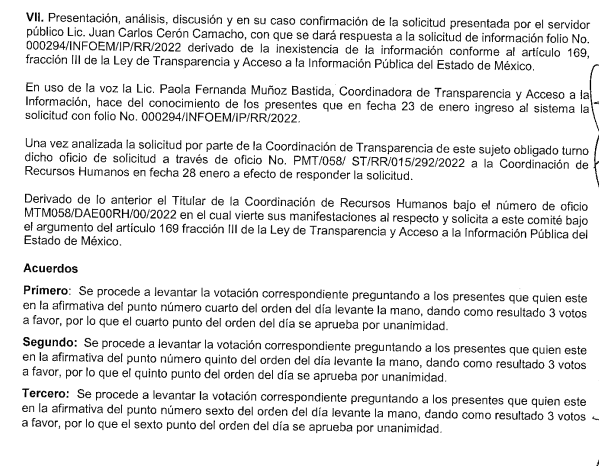 VII. Presentación, análisis, discusión y en su caso confirmación de la solicitud presentada por el servidor
público Lic. Juan Carlos Cerón Camacho, con que se dará respuesta a la solicitud de información folio No.
000294/INFOEM/IP/RR/2022 derivado de la inexistencia de la información conforme al artículo 169,
fracción III de la Ley de Transparencia y Acceso a la Información Pública del Estado de México.
En uso de la voz la Lic. Paola Fernanda Muñoz Bastida, Coordinadora de Transparencia y Acceso a la
Información, hace del conocimiento de los presentes que en fecha 23 de enero ingreso al sistema la
solicitud con folio No. 000294/INFOEM/IP/RR/2022.
Una vez analizada la solicitud por parte de la Coordinación de Transparencia de este sujeto obligado turno
dicho oficio de solicitud a través de oficio No. PMT/058/ ST/RR/015/292/2022 a la Coordinación de
Recursos Humanos en fecha 28 enero a efecto de responder la solicitud.
Derivado de lo anterior el Titular de la Coordinación de Recursos Humanos bajo el número de oficio
MTM058/DAE00RH/00/2022 en el cual vierte sus manifestaciones al respecto y solicita a este comité bajo
el argumento del artículo 169 fracción III de la Ley de Transparencia y Acceso a la Información Pública del
Estado de México.
Acuerdos
Primero: Se procede a levantar la votación correspondiente preguntando a los presentes que quien este
en la afirmativa del punto número cuarto del orden del día levante la mano, dando como resultado 3 votos
a favor, por lo que el cuarto punto del orden del día se aprueba por unanimidad.
Segundo: Se procede a levantar la votación correspondiente preguntando a los presentes que quien este
en la afirmativa del punto número quinto del orden del día levante la mano, dando como resultado 3 votos
a favor, por lo que el quinto punto del orden del día se aprueba por unanimidad.
Tercero: Se procede a levantar la votación correspondiente preguntando a los presentes que quien este
en la afirmativa del punto número sexto del orden del día levante la mano, dando como resultado 3 votos
a favor, por lo que el sexto punto del orden del día se aprueba por unanimidad.